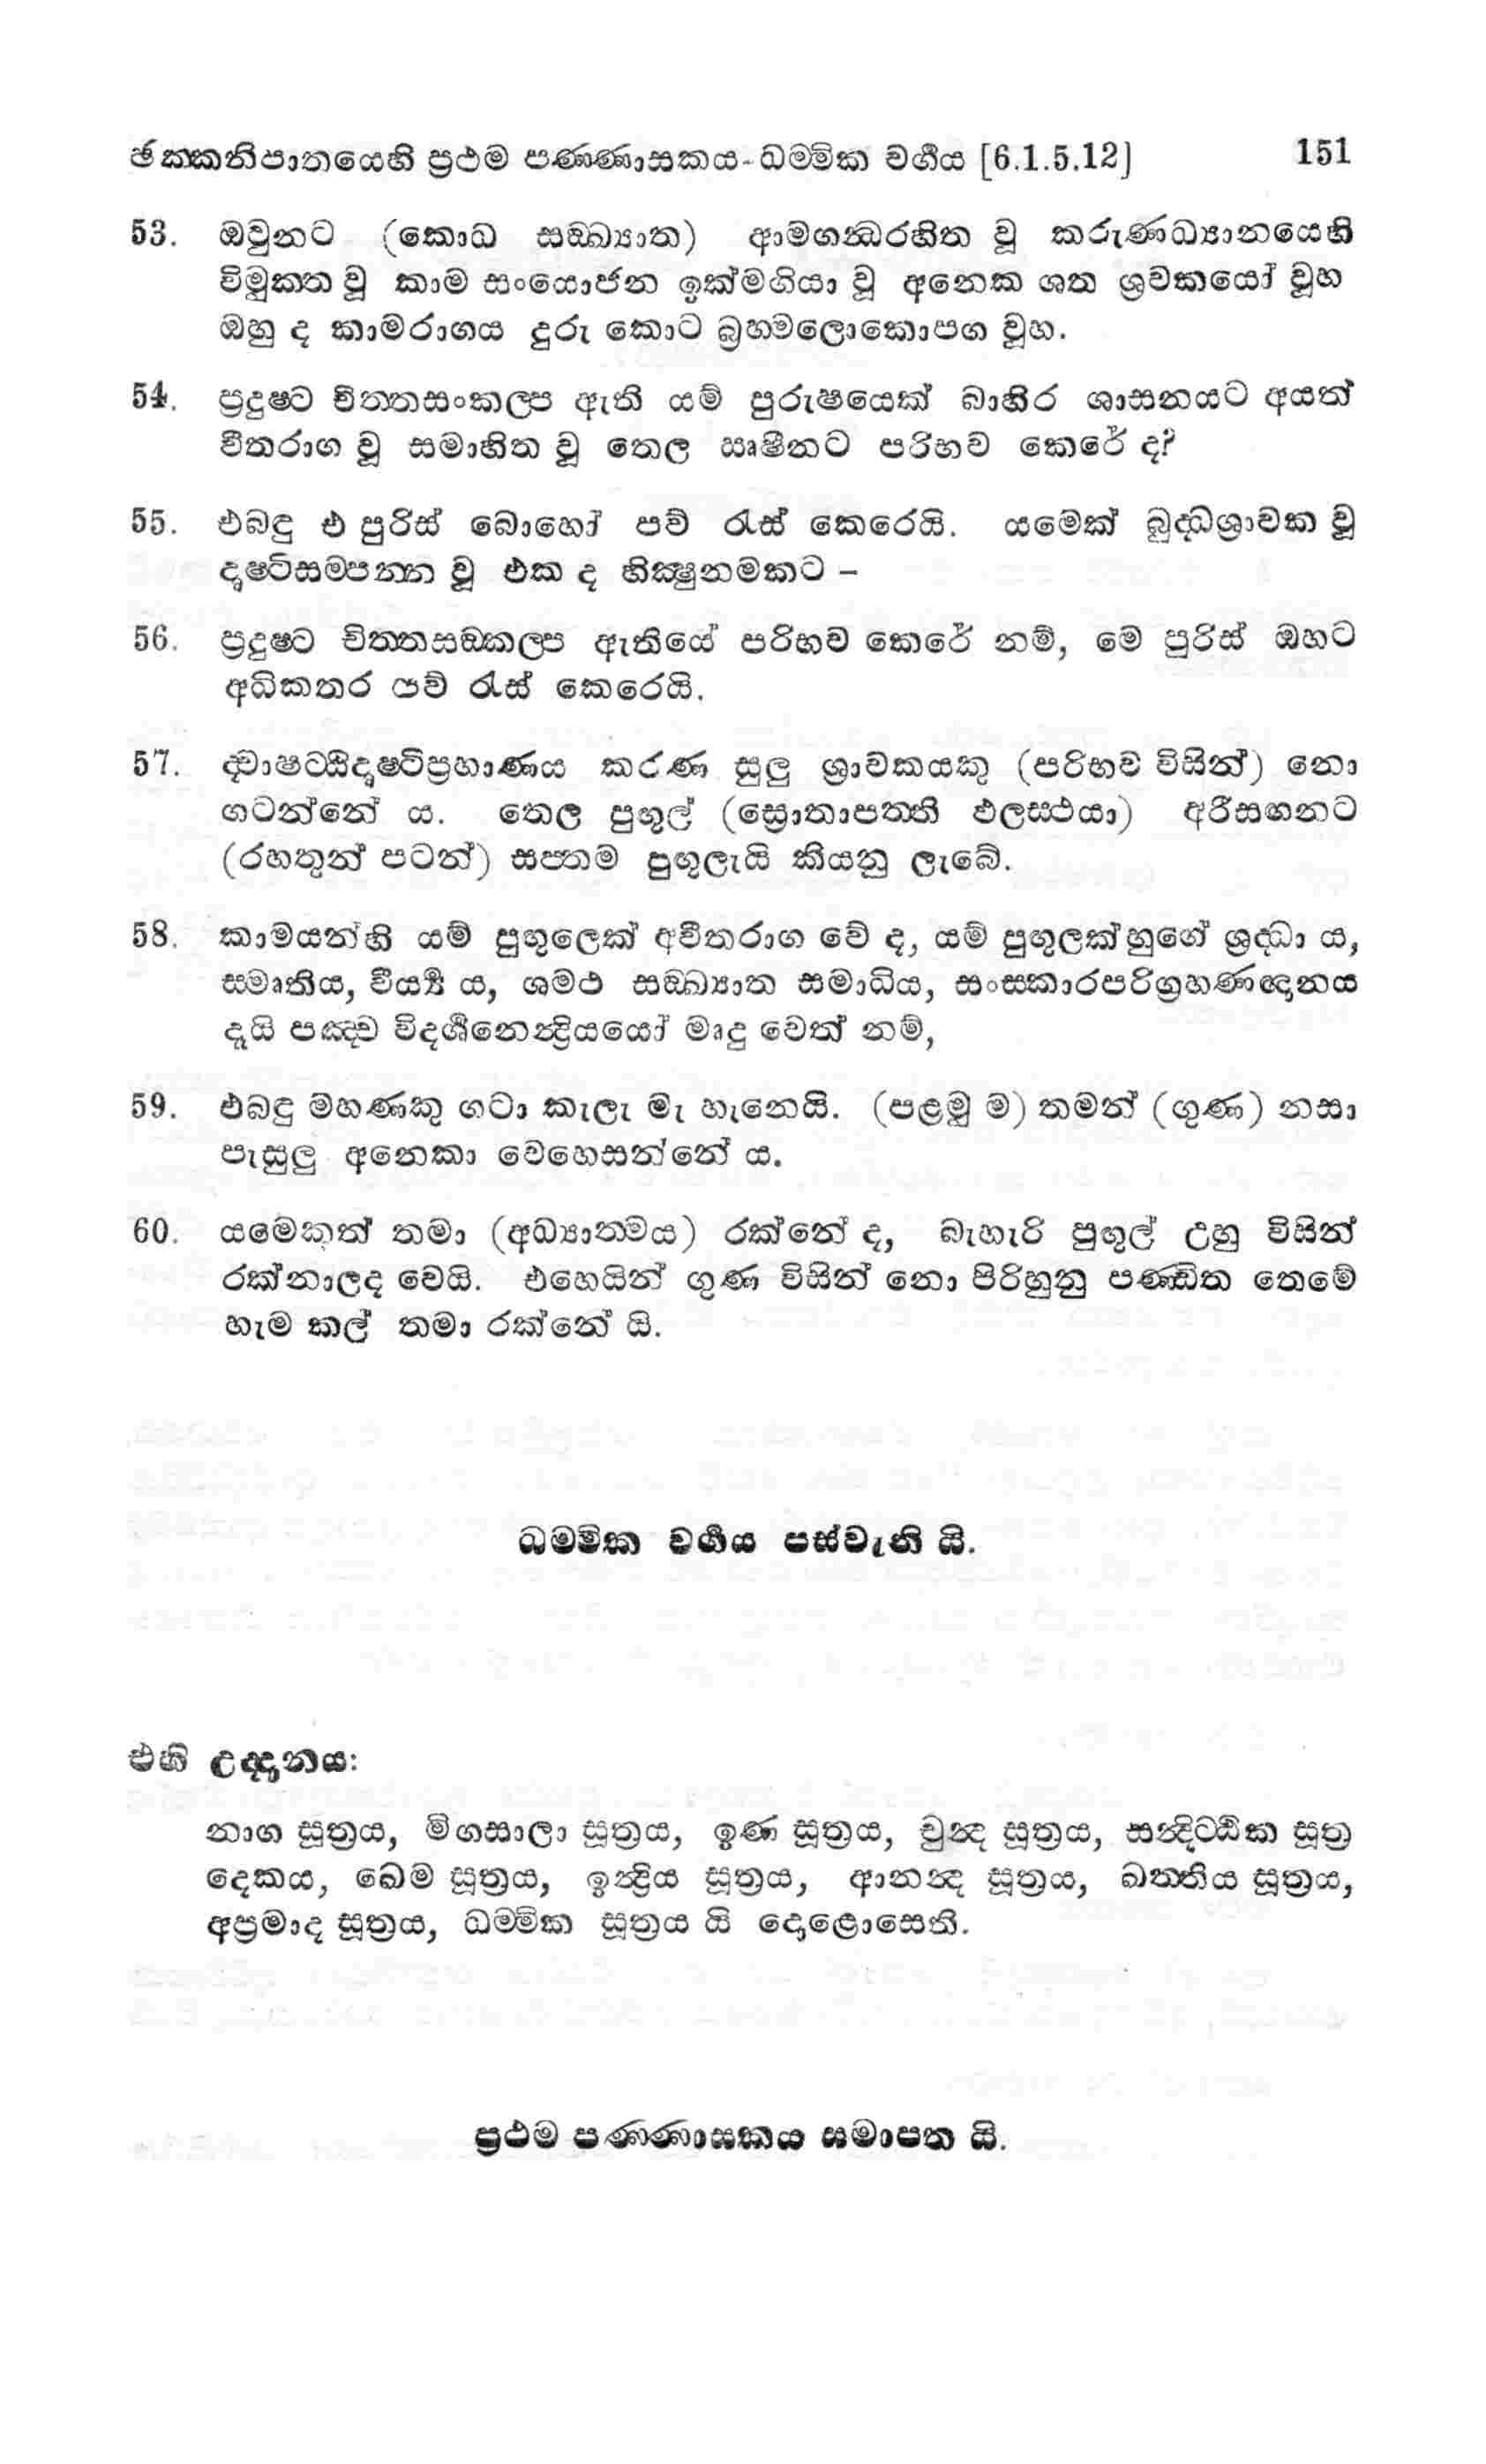 ඡක‍්කනිපාතයෙහි ප්‍රථම පණ‍්ණාසකය- ධම‍්මික වර්‍ගය [6.1.5.12] 151
53. ඔවුනට (කොධ සඞ්ඛ්‍යාත) ආමගන්‍ධරහිත වූ කරුණාධ්‍යානයෙහි
විමුක‍්ත වූ කාම සංයොජන ඉක්මගියා වූ අනෙක ශත ශ්‍රවකයෝ වූහ
ඔහු ද කාමරාගය දුරු කොට බ්‍රහ‍්මලොකොපග වූහ.
54. ප්‍රදුෂ‍්ට චිත‍්තසංකල‍්ප ඇති යම් පුරුෂයෙක් බාහිර ශාසනයට අයත්
වීතරාග වූ සමාහිත වූ තෙල ඍෂීනට පරිභව කෙරේ ද?
55. එබඳු එ පුරිස් බොහෝ පව් රැස් කෙරෙයි. යමෙක් බුද්‍ධශ්‍රාවක වූ
දෘෂ‍්ටිසම‍්පන‍්න වූ එක ද භික්‍ෂුනමකට –
56. ප්‍රදුෂ‍්ට චිත‍්තසඞ‍්කල‍්ප ඇතියේ පරිභව කෙරේ නම්, මෙ පුරිස් ඔහට
අධිකතර පව් රැස් කෙරෙයි.
57. ද්‍වාෂට‍්ඨිදෘෂ‍්ටිප්‍රහාණය කරණ සුලු ශ්‍රාවකයකු (පරිභව විසින්) නො
ගටන්නේ ය. තෙල පුඟුල් (ස්‍රොතාපත‍්ති ඵලස‍්ථයා) අරිසඟනට
(රහතුන් පටන්) සප‍්තම පුඟුලැයි කියනු ලැබේ.
58. කාමයන්හි යම් පුඟුලෙක් අවීතරාග වේ ද, යම් පුඟුලක්හුගේ ශ්‍රද්‍ධා ය,
ස‍්මෘතිය, වීර්‍ය්‍ය ය, ශමථ සඞ්ඛ්‍යාත සමාධිය, සංස‍්කාරපරිග්‍රහණඥානය
දැයි පඤ‍්ච විදර්‍ශනෙන්‍ද්‍රියයෝ මෘදු වෙත් නම්,
59. එබඳු මහණකු ගටා කැලැ මැ හැනෙයි. (පළමු ම) තමන් (ගුණ) නසා
පැසුලු අනෙකා වෙහෙසන්නේ ය.
60. යමෙකුත් තමා (අධ්‍යාත‍්මය) රක්නේ ද, බැහැරි පුඟුල් උහු විසින්
රක්නාලද වෙයි. එහෙයින් ගුණ විසින් නො පිරිහුනු පණ‍්ඩිත තෙමේ
හැම කල් තමා රක්නේ යි.
ධම‍්මික වර්‍ගය පස්වැනි යි.
එහි උද්‍දානය:
නාග සූත්‍රය, මිගසාලා සූත්‍රය, ඉණ සූත්‍රය, චුන්‍ද සූත්‍රය, සන්‍දිට‍්ඨික සූත්‍ර
දෙකය, ඛෙම සූත්‍රය, ඉන්‍ද්‍රිය සූත්‍රය, ආනන්‍ද සූත්‍රය, ඛත‍්තිය සූත්‍රය,
අප්‍රමාද සූත්‍රය, ධම‍්මික සූත්‍රය යි දොළොසෙති.
ප්‍රථම පණ‍්ණාසකය සමාප‍්ත යි.